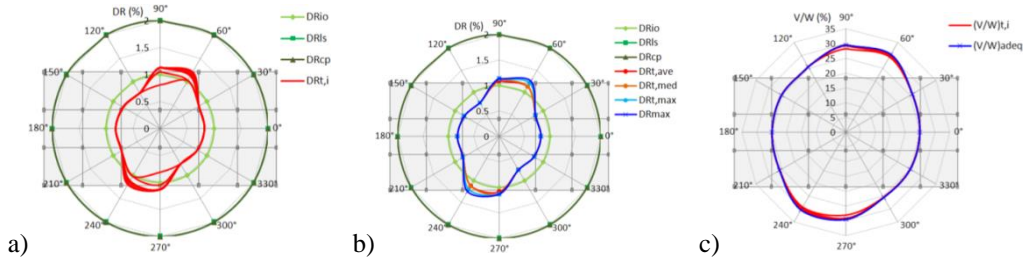 DR (%)
90°
2
120°
60°
1.5
150°
1
30°
0.5
180°
0
0°
210°
330°
240°
300°
270°
DRio
DRls
DRcp
DRt,i
a)
DR (%)
90°
2
120°
60°
1.5
150°
1
30°
0.5
180°
0
0°
210°
330°
240°
300°
270°
DRio
DRls
DRcp
DRt,ave
DRt,med
DRt,max
DRmax
b)
V/W (%)
90°
35
120°
30
60°
25
150°
20
30°
15
10
5
180°
0
0°
210°
330°
240°
300°
270°
(V/W)t,i
(V/W)adeq
c)